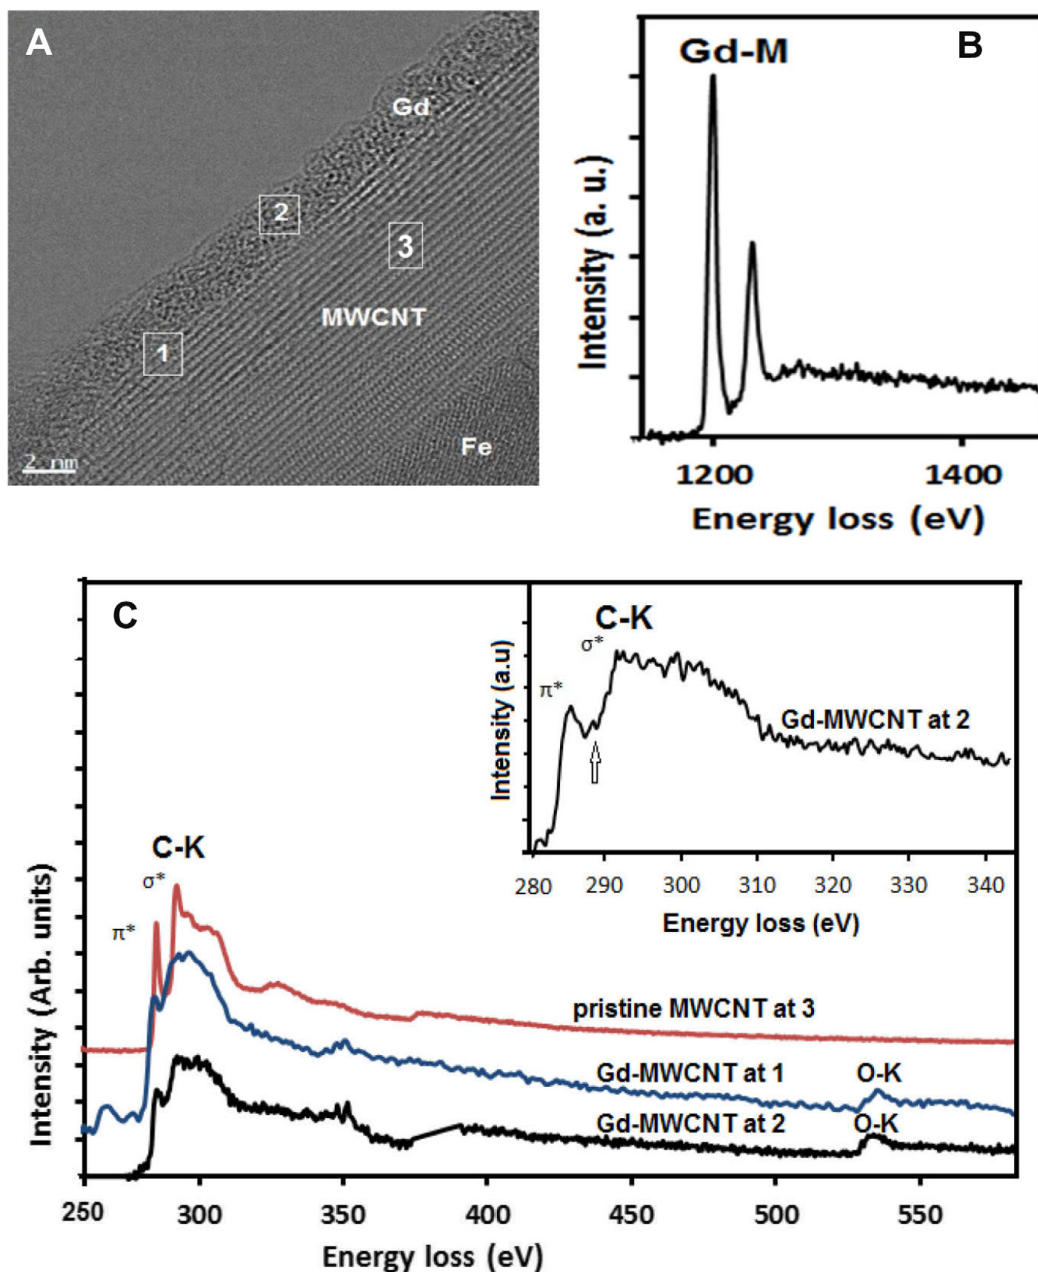 A
Gd
2
3
MWCNT
1
Fe
2 nm
B
Gd-M
Intensity (a. u.)
1200 1400
Energy loss (eV)
C
C-K
σ*
π*
Intensity (a.u)
Gd-MWCNT at 2
280 290 300 310 320 330 340
Energy loss (eV)
C-K
σ*
π*
Intensity (Arb. units)
pristine MWCNT at 3
Gd-MWCNT at 1 O-K
Gd-MWCNT at 2 O-K
250 300 350 400 450 500 550
Energy loss (eV)